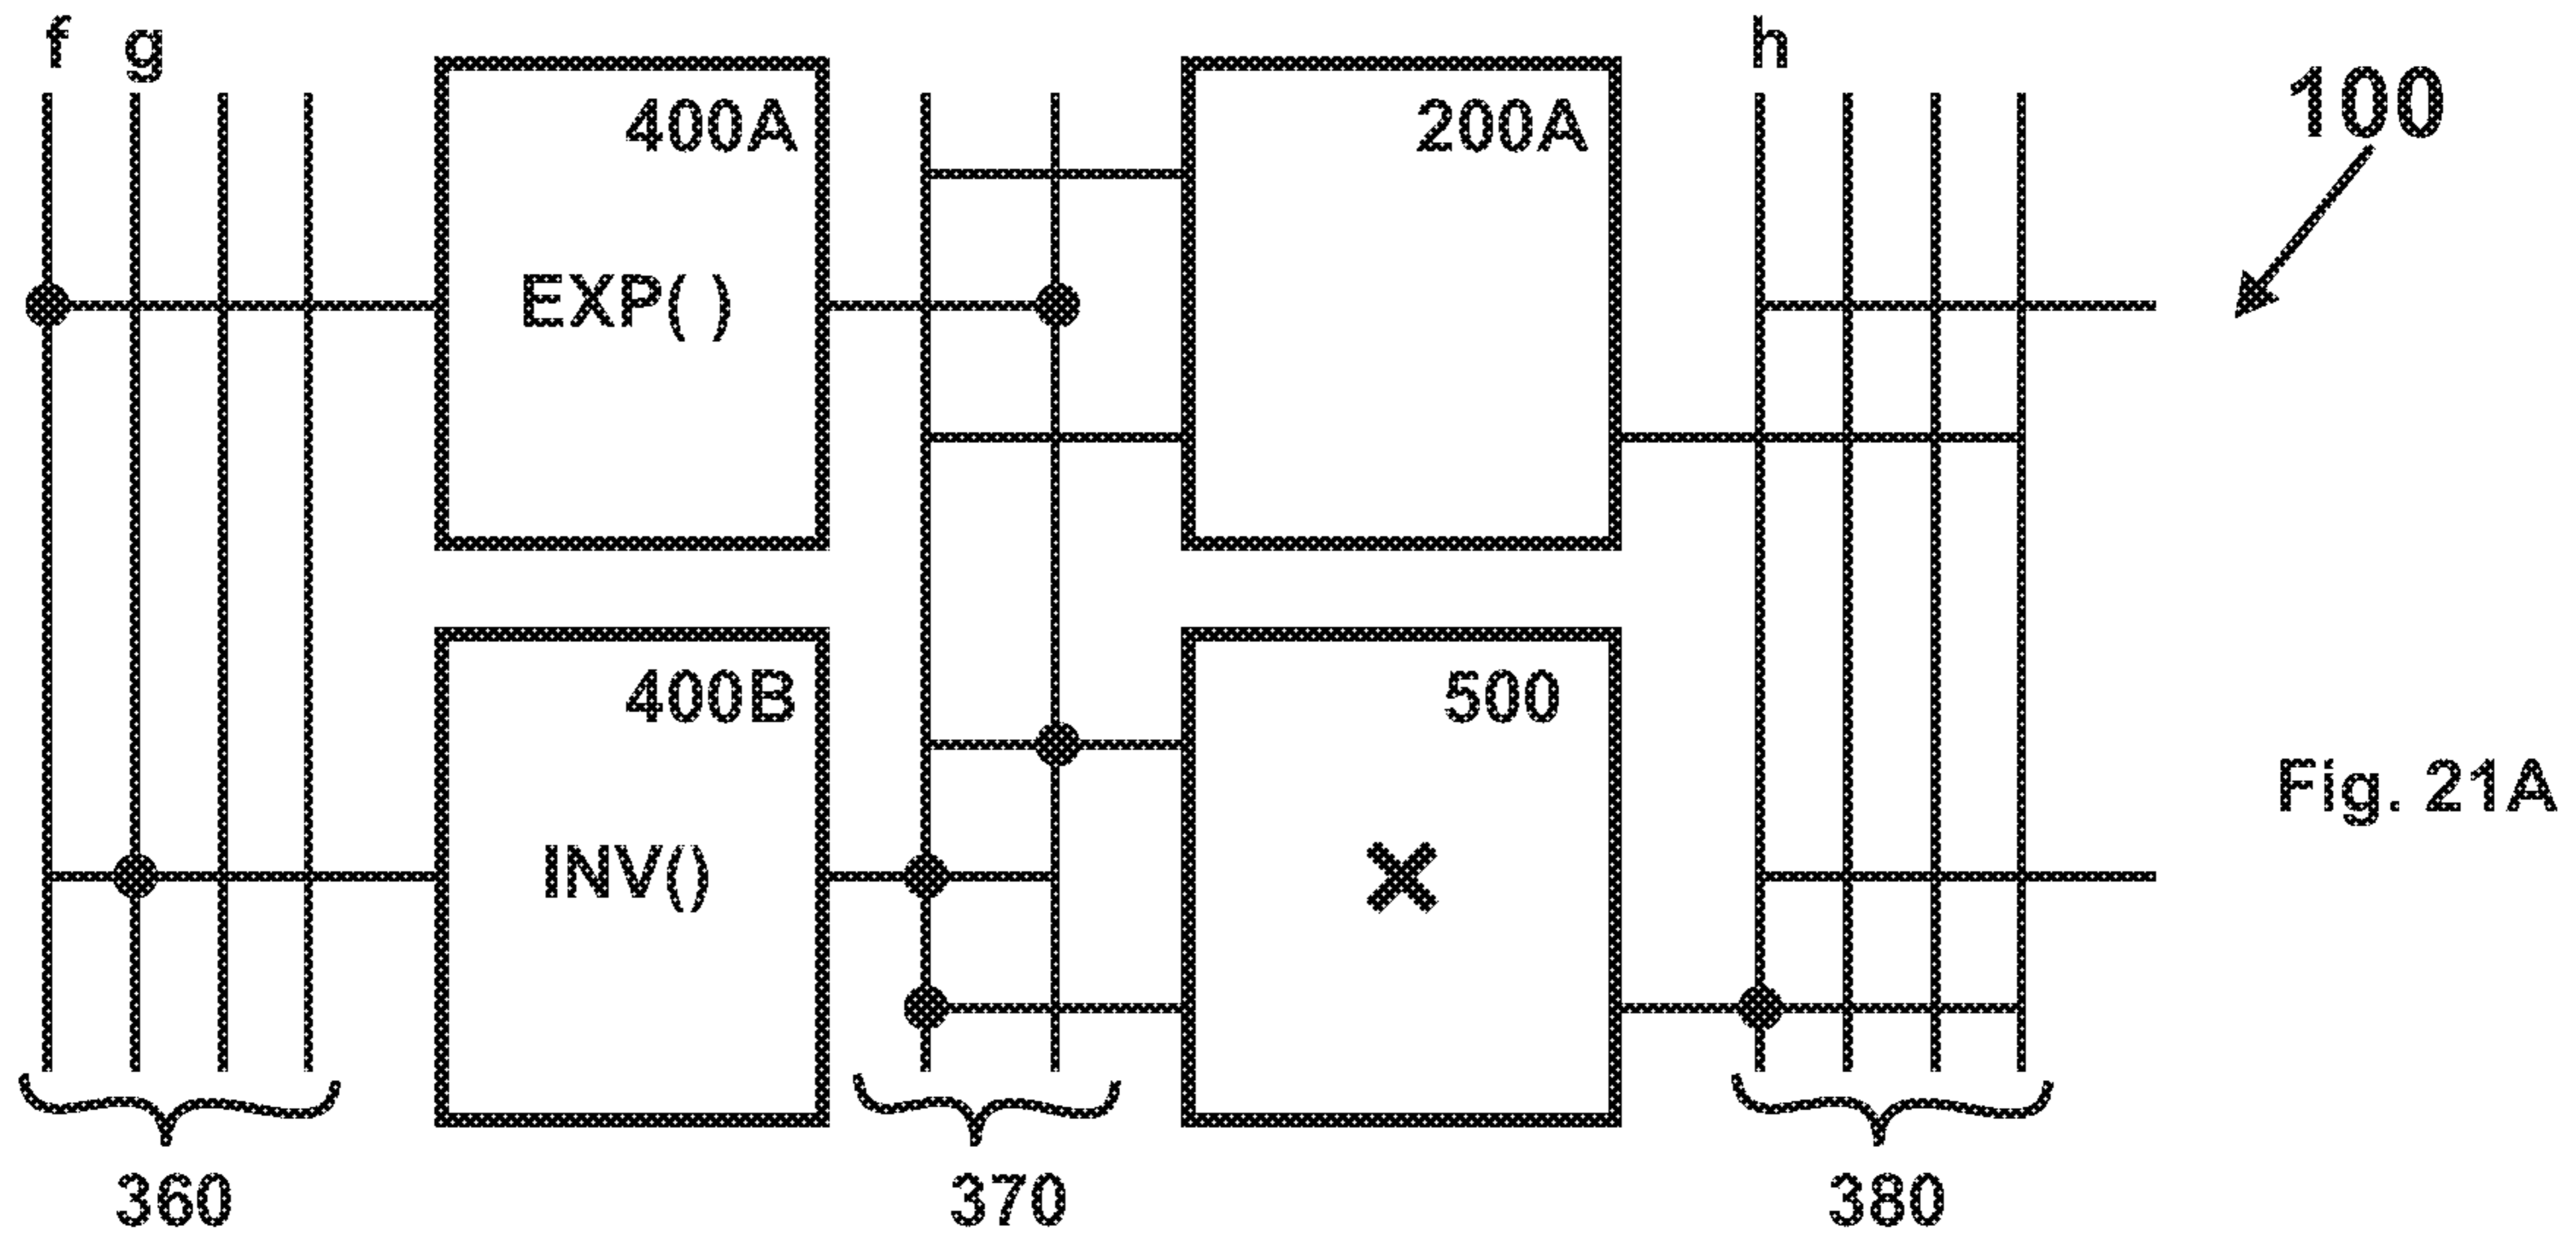 f g h
100
400A
200A
EXP( )
400B
500
INV()
×
Fig. 21A
360
370
380